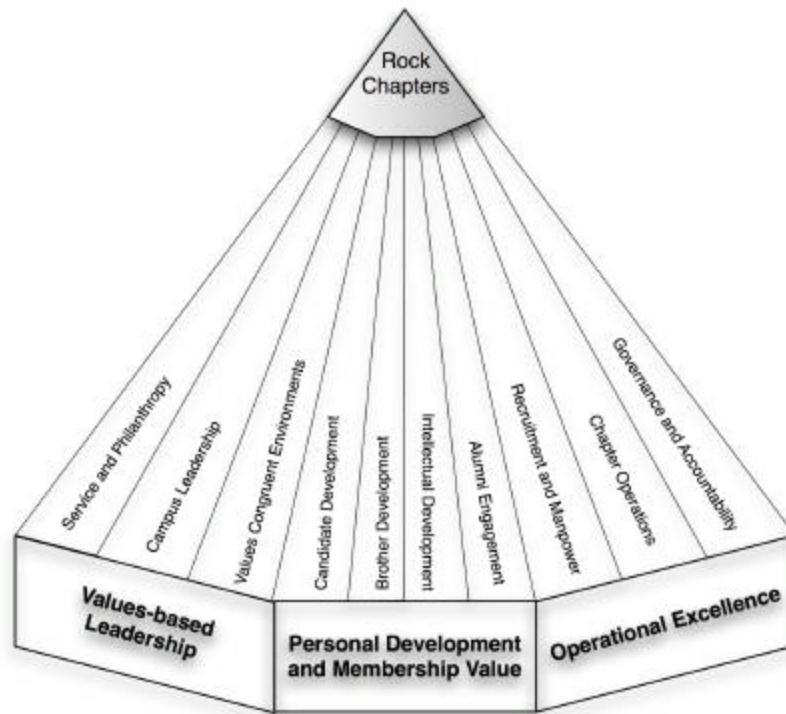 Rock
Chapters
Service and Philanthropy
Campus Leadership
Values Congruent Environments
Candidate Development
Brother Development
Intellectual Development
Alumni Engagement
Recruitment and Manpower
Chapter Operations
Governance and Accountability
Values-based
Leadership
Personal Development
and Membership Value
Operational Excellence